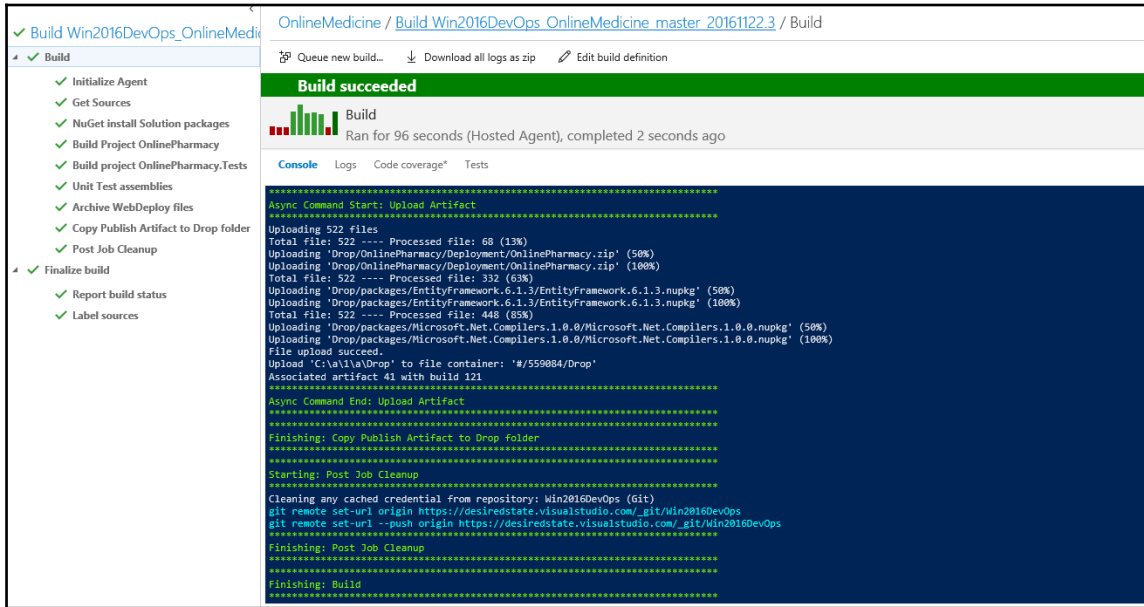 Build Win2016DevOps_OnlineMedic
Build
Initialize Agent
Get Sources
NuGet install Solution packages
Build Project OnlinePharmacy
Build project OnlinePharmacy.Tests
Unit Test assemblies
Archive WebDeploy files
Copy Publish Artifact to Drop folder
Post Job Cleanup
Finalize build
Report build status
Label sources
OnlineMedicine / Build Win2016DevOps_OnlineMedicine_master_20161122.3 / Build
Queue new build... Download all logs as zip Edit build definition
Build succeeded
Build
Ran for 96 seconds (Hosted Agent), completed 2 seconds ago
Console Logs Code coverage* Tests
******************************************************************************
Async Command Start: Upload Artifact
******************************************************************************
Uploading 522 files
Total file: 522 ---- Processed file: 68 (13%)
Uploading 'Drop/OnlinePharmacy/Deployment/OnlinePharmacy.zip' (50%)
Uploading 'Drop/OnlinePharmacy/Deployment/OnlinePharmacy.zip' (100%)
Total file: 522 ---- Processed file: 332 (63%)
Uploading 'Drop/packages/EntityFramework.6.1.3/EntityFramework.6.1.3.nupkg' (50%)
Uploading 'Drop/packages/EntityFramework.6.1.3/EntityFramework.6.1.3.nupkg' (100%)
Total file: 522 ---- Processed file: 448 (85%)
Uploading 'Drop/packages/Microsoft.Net.Compilers.1.0.0/Microsoft.Net.Compilers.1.0.0.nupkg' (50%)
Uploading 'Drop/packages/Microsoft.Net.Compilers.1.0.0/Microsoft.Net.Compilers.1.0.0.nupkg' (100%)
File upload succeed.
Upload 'C:\a\1\a\Drop' to file container: '#/559084/Drop'
Associated artifact 41 with build 121
******************************************************************************
Async Command End: Upload Artifact
******************************************************************************
******************************************************************************
Finishing: Copy Publish Artifact to Drop folder
******************************************************************************
******************************************************************************
Starting: Post Job Cleanup
******************************************************************************
Cleaning any cached credential from repository: Win2016DevOps (Git)
git remote set-url origin https://desiredstate.visualstudio.com/_git/Win2016DevOps
git remote set-url --push origin https://desiredstate.visualstudio.com/_git/Win2016DevOps
******************************************************************************
Finishing: Post Job Cleanup
******************************************************************************
******************************************************************************
Finishing: Build
******************************************************************************